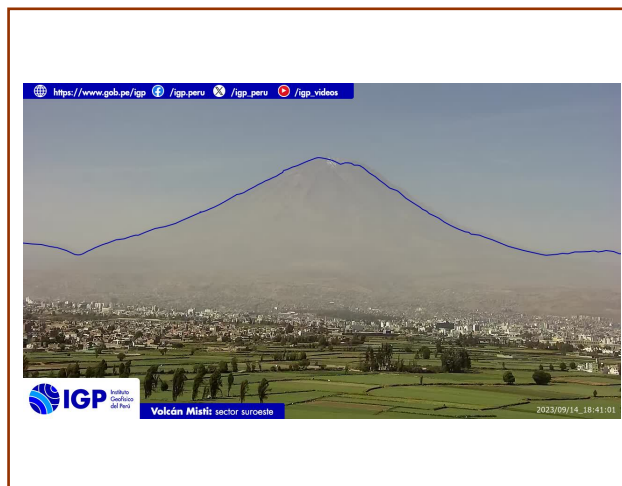 https://www.gob.pe/igp /igp.peru /igp_peru /igp_videos
IGP
Instituto
Geofísico
del Perú
Volcán Misti: sector suroeste
2023/09/14_18:41:01